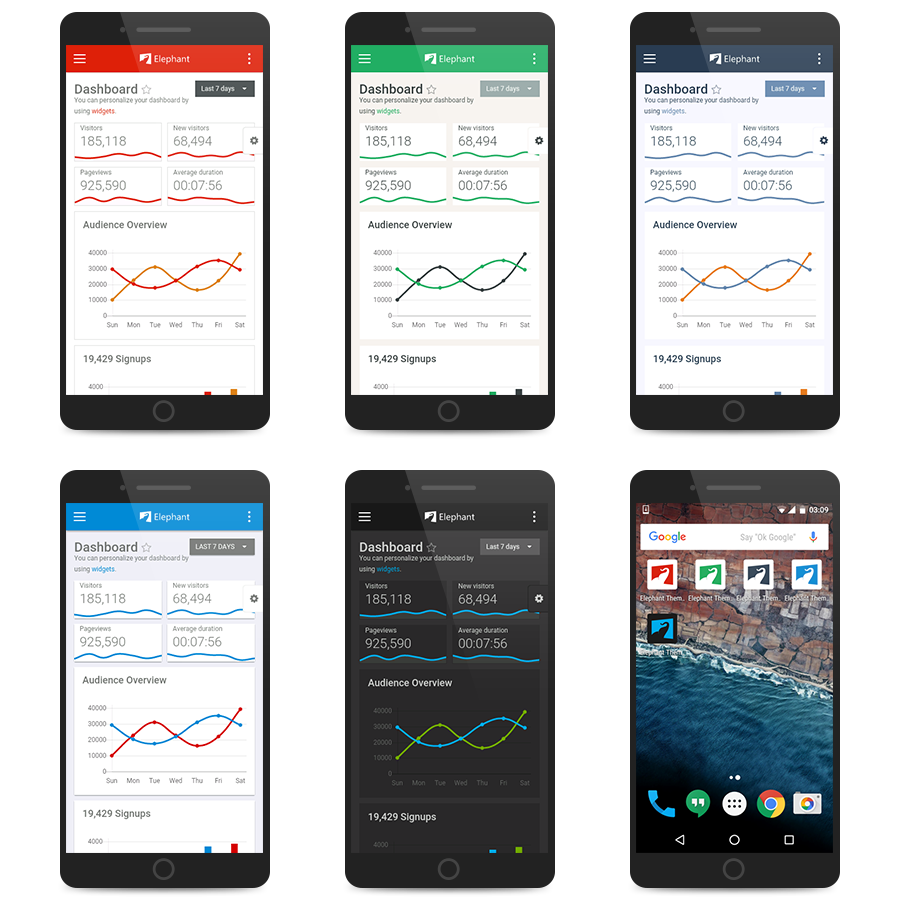 Elephant
Dashboard
Last 7 days
You can personalize your dashboard by
using widgets.
Visitors
185,118
New visitors
68,494
Pageviews
925,590
Average duration
00:07:56
Audience Overview
40000
30000
20000
10000
0
Sun Mon Tue Wed Thu Fri Sat
19,429 Signups
4000
Elephant
Dashboard
Last 7 days
You can personalize your dashboard by
using widgets.
Visitors
185,118
New visitors
68,494
Pageviews
925,590
Average duration
00:07:56
Audience Overview
40000
30000
20000
10000
0
Sun Mon Tue Wed Thu Fri Sat
19,429 Signups
4000
Elephant
Dashboard
Last 7 days
You can personalize your dashboard by
using widgets.
Visitors
185,118
New visitors
68,494
Pageviews
925,590
Average duration
00:07:56
Audience Overview
40000
30000
20000
10000
0
Sun Mon Tue Wed Thu Fri Sat
19,429 Signups
4000
Elephant
Dashboard
LAST 7 DAYS
You can personalize your dashboard by
using widgets.
Visitors
185,118
New visitors
68,494
Pageviews
925,590
Average duration
00:07:56
Audience Overview
40000
30000
20000
10000
0
Sun Mon Tue Wed Thu Fri Sat
19,429 Signups
4000
Elephant
Dashboard
Last 7 days
You can personalize your dashboard by
using widgets.
Visitors
185,118
New visitors
68,494
Pageviews
925,590
Average duration
00:07:56
Audience Overview
40000
30000
20000
10000
0
Sun Mon Tue Wed Thu Fri Sat
19,429 Signups
4000
03:09
Google
Say "Ok Google"
Elephant Them.. Elephant Them.. Elephant Them.. Elephant Them..
Elephant Them..